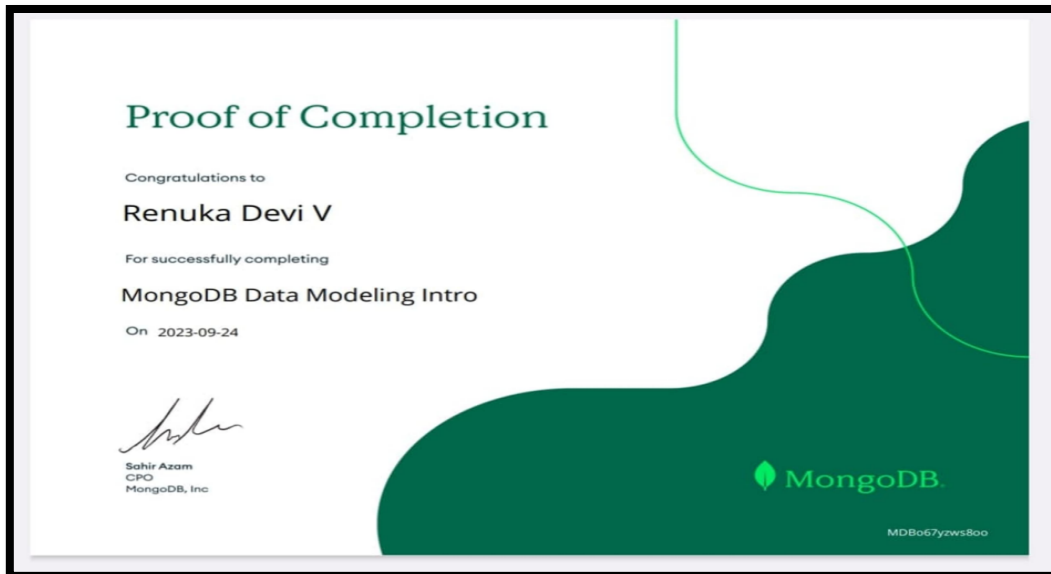 Proof of Completion
Congratulations to
Renuka Devi V
For successfully completing
MongoDB Data Modeling Intro
On 2023-09-24
Sahir Azam
CPO
MongoDB, Inc
MongoDB.
MDBo67yzws8oo